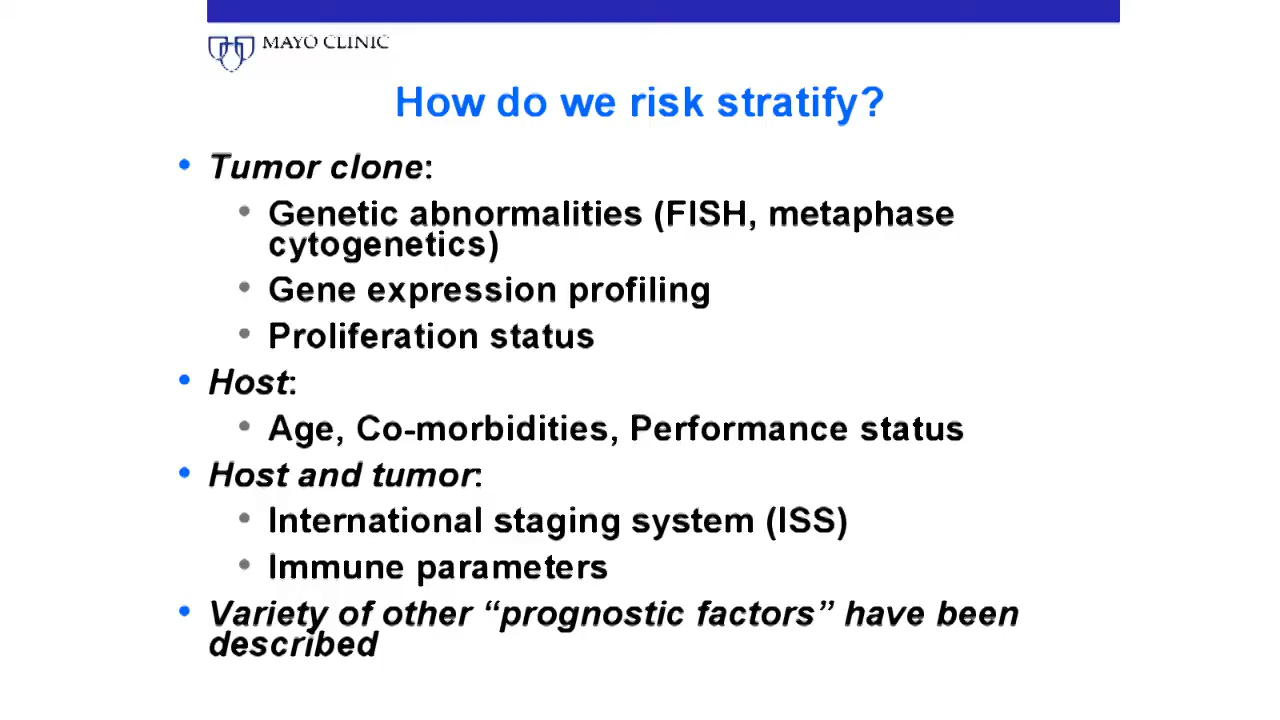 MAYO CLINIC
How do we risk stratify?
• Tumor clone:
• Genetic abnormalities (FISH, metaphase
cytogenetics)
• Gene expression profiling
• Proliferation status
• Host:
• Age, Co-morbidities, Performance status
• Host and tumor:
• International staging system (ISS)
• Immune parameters
• Variety of other “prognostic factors” have been
described